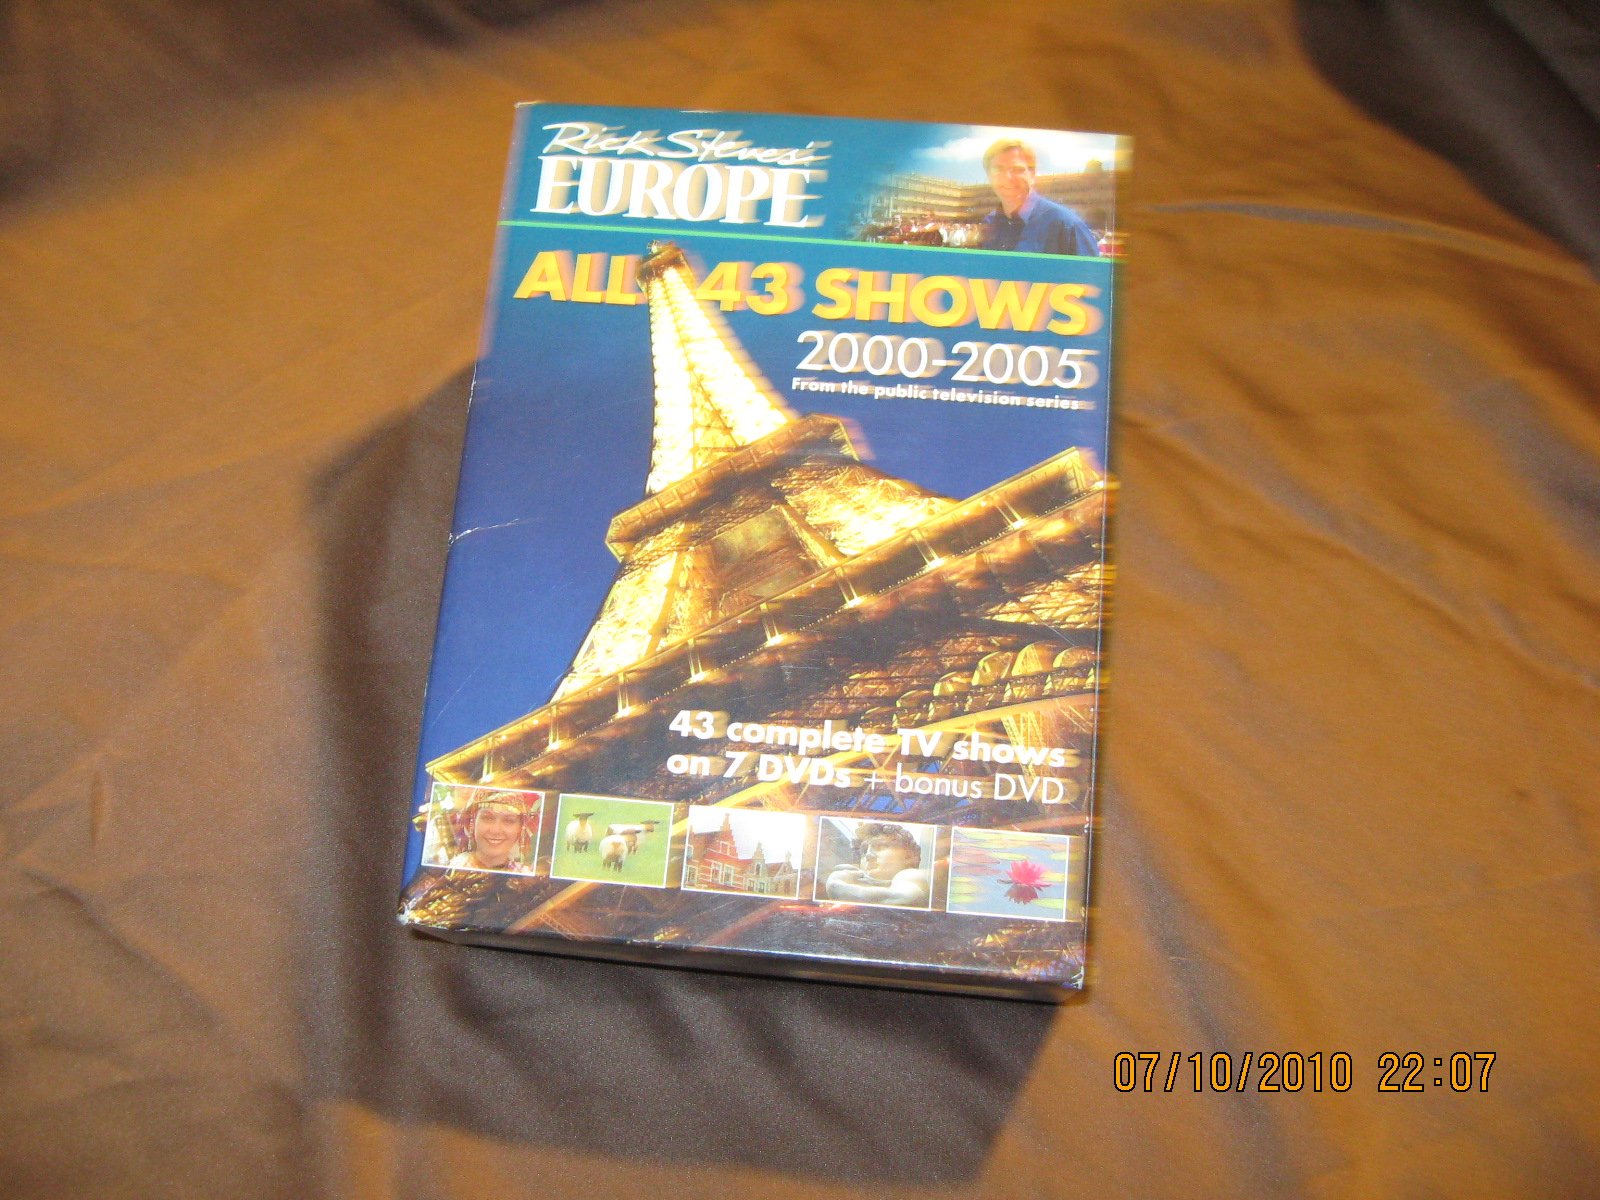 Rick Steves'
EUROPE
ALL 43 SHOWS
2000-2005
From the public television series
43 complete TV shows
on 7 DVDs + bonus DVD
07/10/2010 22:07